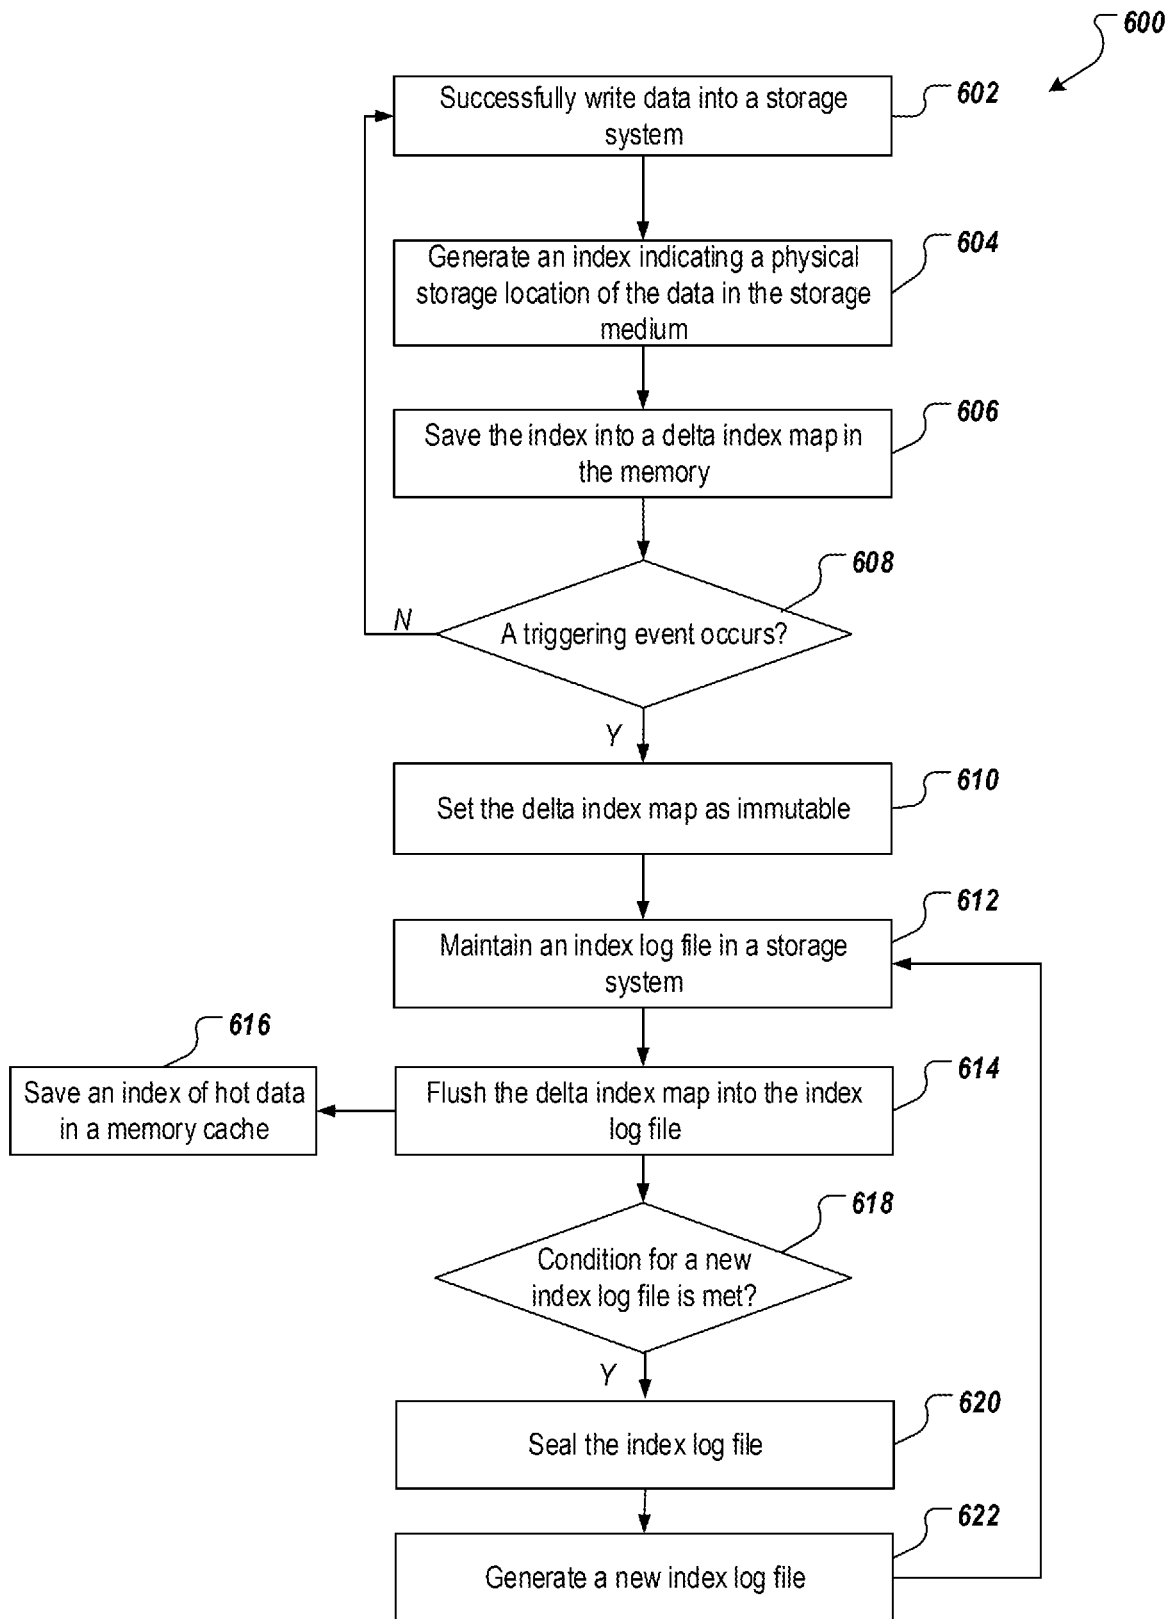 600
Successfully write data into a storage
system
602
Generate an index indicating a physical
storage location of the data in the storage
medium
604
Save the index into a delta index map in
the memory
606
A triggering event occurs?
608
N
Y
Set the delta index map as immutable
610
Maintain an index log file in a storage
system
612
Flush the delta index map into the index
log file
614
Save an index of hot data
in a memory cache
616
Condition for a new
index log file is met?
618
Y
Seal the index log file
620
Generate a new index log file
622